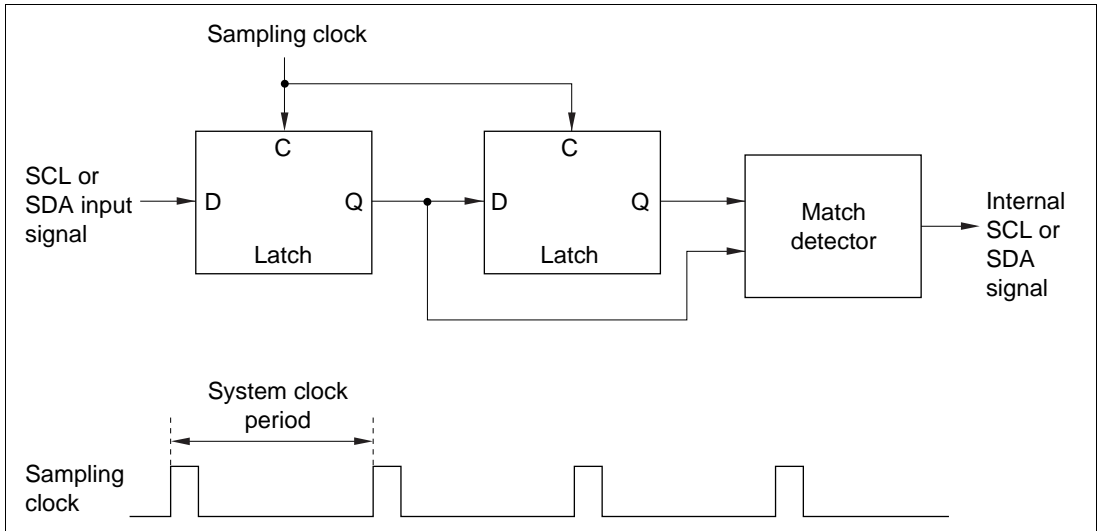 Sampling clock
C
C
SCL or
SDA input
signal
D
Q
D
Q
Latch
Latch
Match
detector
Internal
SCL or
SDA
signal
System clock
period
Sampling
clock